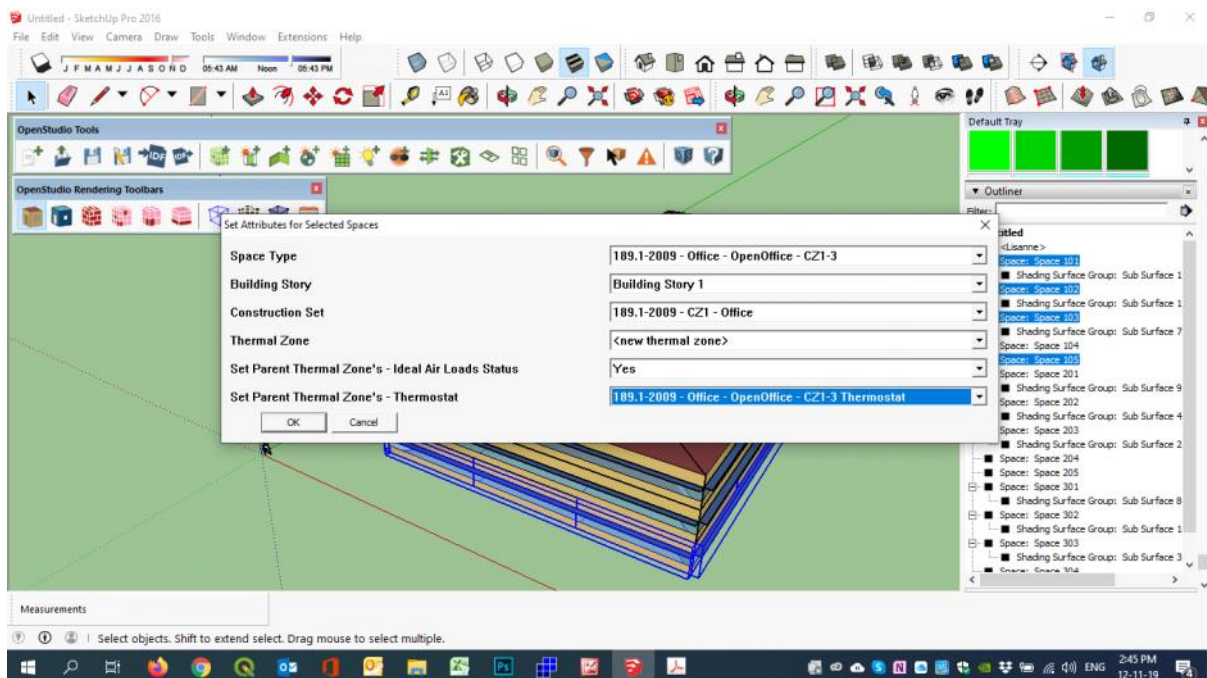 Untitled - SketchUp Pro 2016
File Edit View Camera Draw Tools Window Extensions Help
J F M A M J J A S O N D 05:43 AM Noon 05:43 PM
OpenStudio Tools
OpenStudio Rendering Toolbars
Default Tray
Outliner
Filter:
Set Attributes for Selected Spaces
Space Type 189.1-2009 - Office - OpenOffice - CZ1-3
Building Story Building Story 1
Construction Set 189.1-2009 - CZ1 - Office
Thermal Zone <new thermal zone>
Set Parent Thermal Zone's - Ideal Air Loads Status Yes
Set Parent Thermal Zone's - Thermostat 189.1-2009 - Office - OpenOffice - CZ1-3 Thermostat
OK Cancel
<Lisanne>
Space: Space 101
Shading Surface Group: Sub Surface 1
Space: Space 102
Shading Surface Group: Sub Surface 1
Space: Space 103
Shading Surface Group: Sub Surface 7
Space: Space 104
Space: Space 105
Space: Space 201
Shading Surface Group: Sub Surface 9
Space: Space 202
Shading Surface Group: Sub Surface 4
Space: Space 203
Shading Surface Group: Sub Surface 2
Space: Space 204
Space: Space 205
Space: Space 301
Shading Surface Group: Sub Surface 8
Space: Space 302
Shading Surface Group: Sub Surface 1
Space: Space 303
Shading Surface Group: Sub Surface 3
Space: Space 304
Measurements
Select objects. Shift to extend select. Drag mouse to select multiple.
ENG 2:45 PM
12-11-19